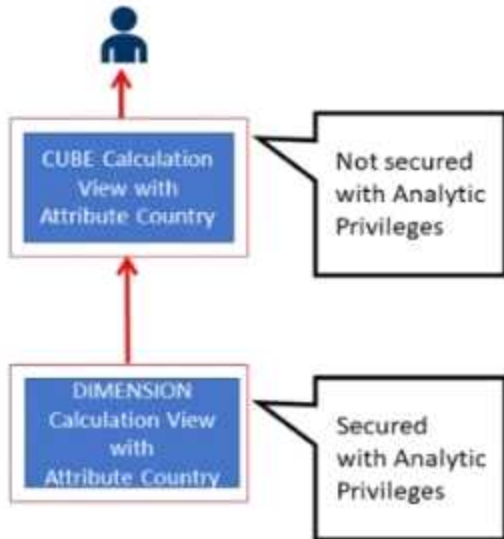 CUBE Calculation
View with
Attribute Country
Not secured
with Analytic
Privileges
DIMENSION
Calculation View
with
Attribute Country
Secured
with Analytic
Privileges